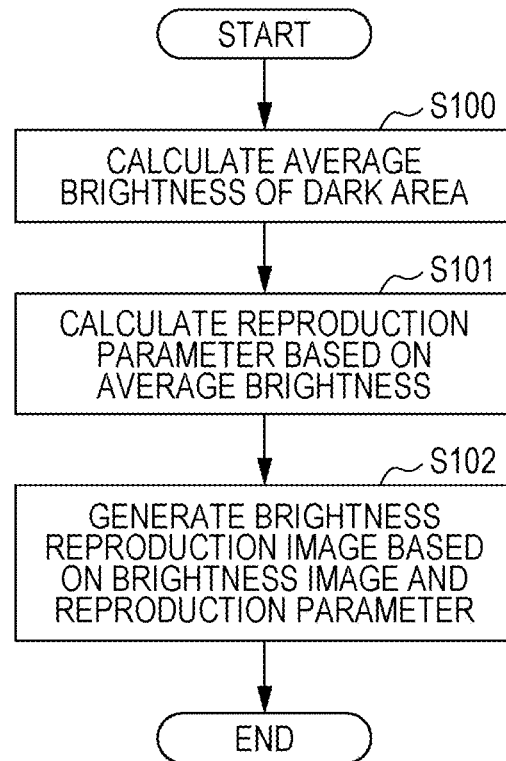 START
S100
CALCULATE AVERAGE
BRIGHTNESS OF DARK AREA
S101
CALCULATE REPRODUCTION
PARAMETER BASED ON
AVERAGE BRIGHTNESS
S102
GENERATE BRIGHTNESS
REPRODUCTION IMAGE BASED
ON BRIGHTNESS IMAGE AND
REPRODUCTION PARAMETER
END